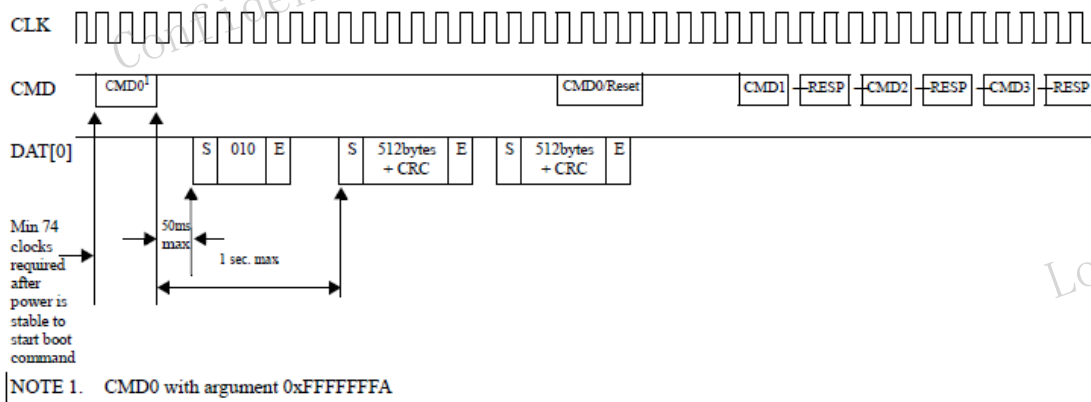 CLK
Confiden
CMD CMD0¹ CMD0/Reset CMD1 RESP CMD2 RESP CMD3 RESP
DAT[0] S 010 E S 512bytes E S 512bytes E
+ CRC + CRC
Min 74
clocks
required
after
power is
stable to
start boot
command
50ms
max
1 sec. max
Lo
NOTE 1. CMD0 with argument 0xFFFFFFFA